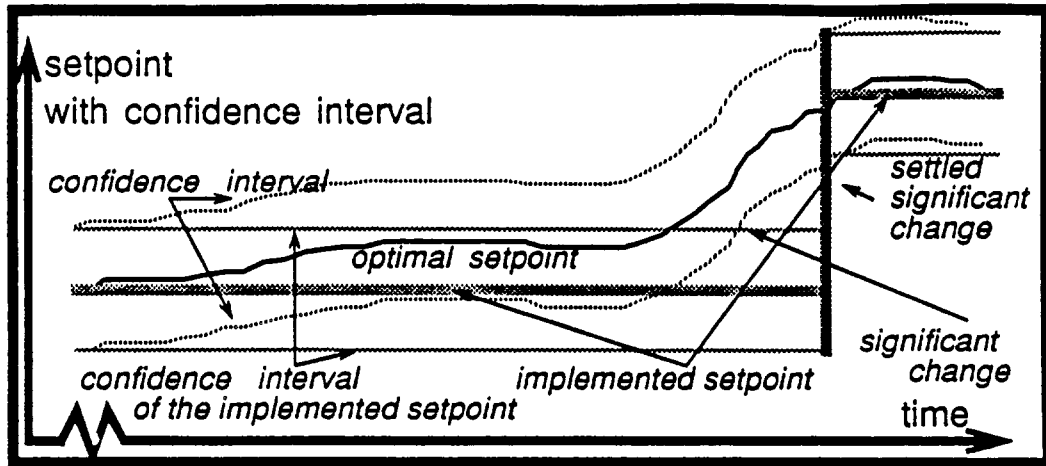 setpoint
with confidence interval
confidence interval
optimal setpoint
settled
significant
change
confidence interval
of the implemented setpoint
implemented setpoint
significant
change
time